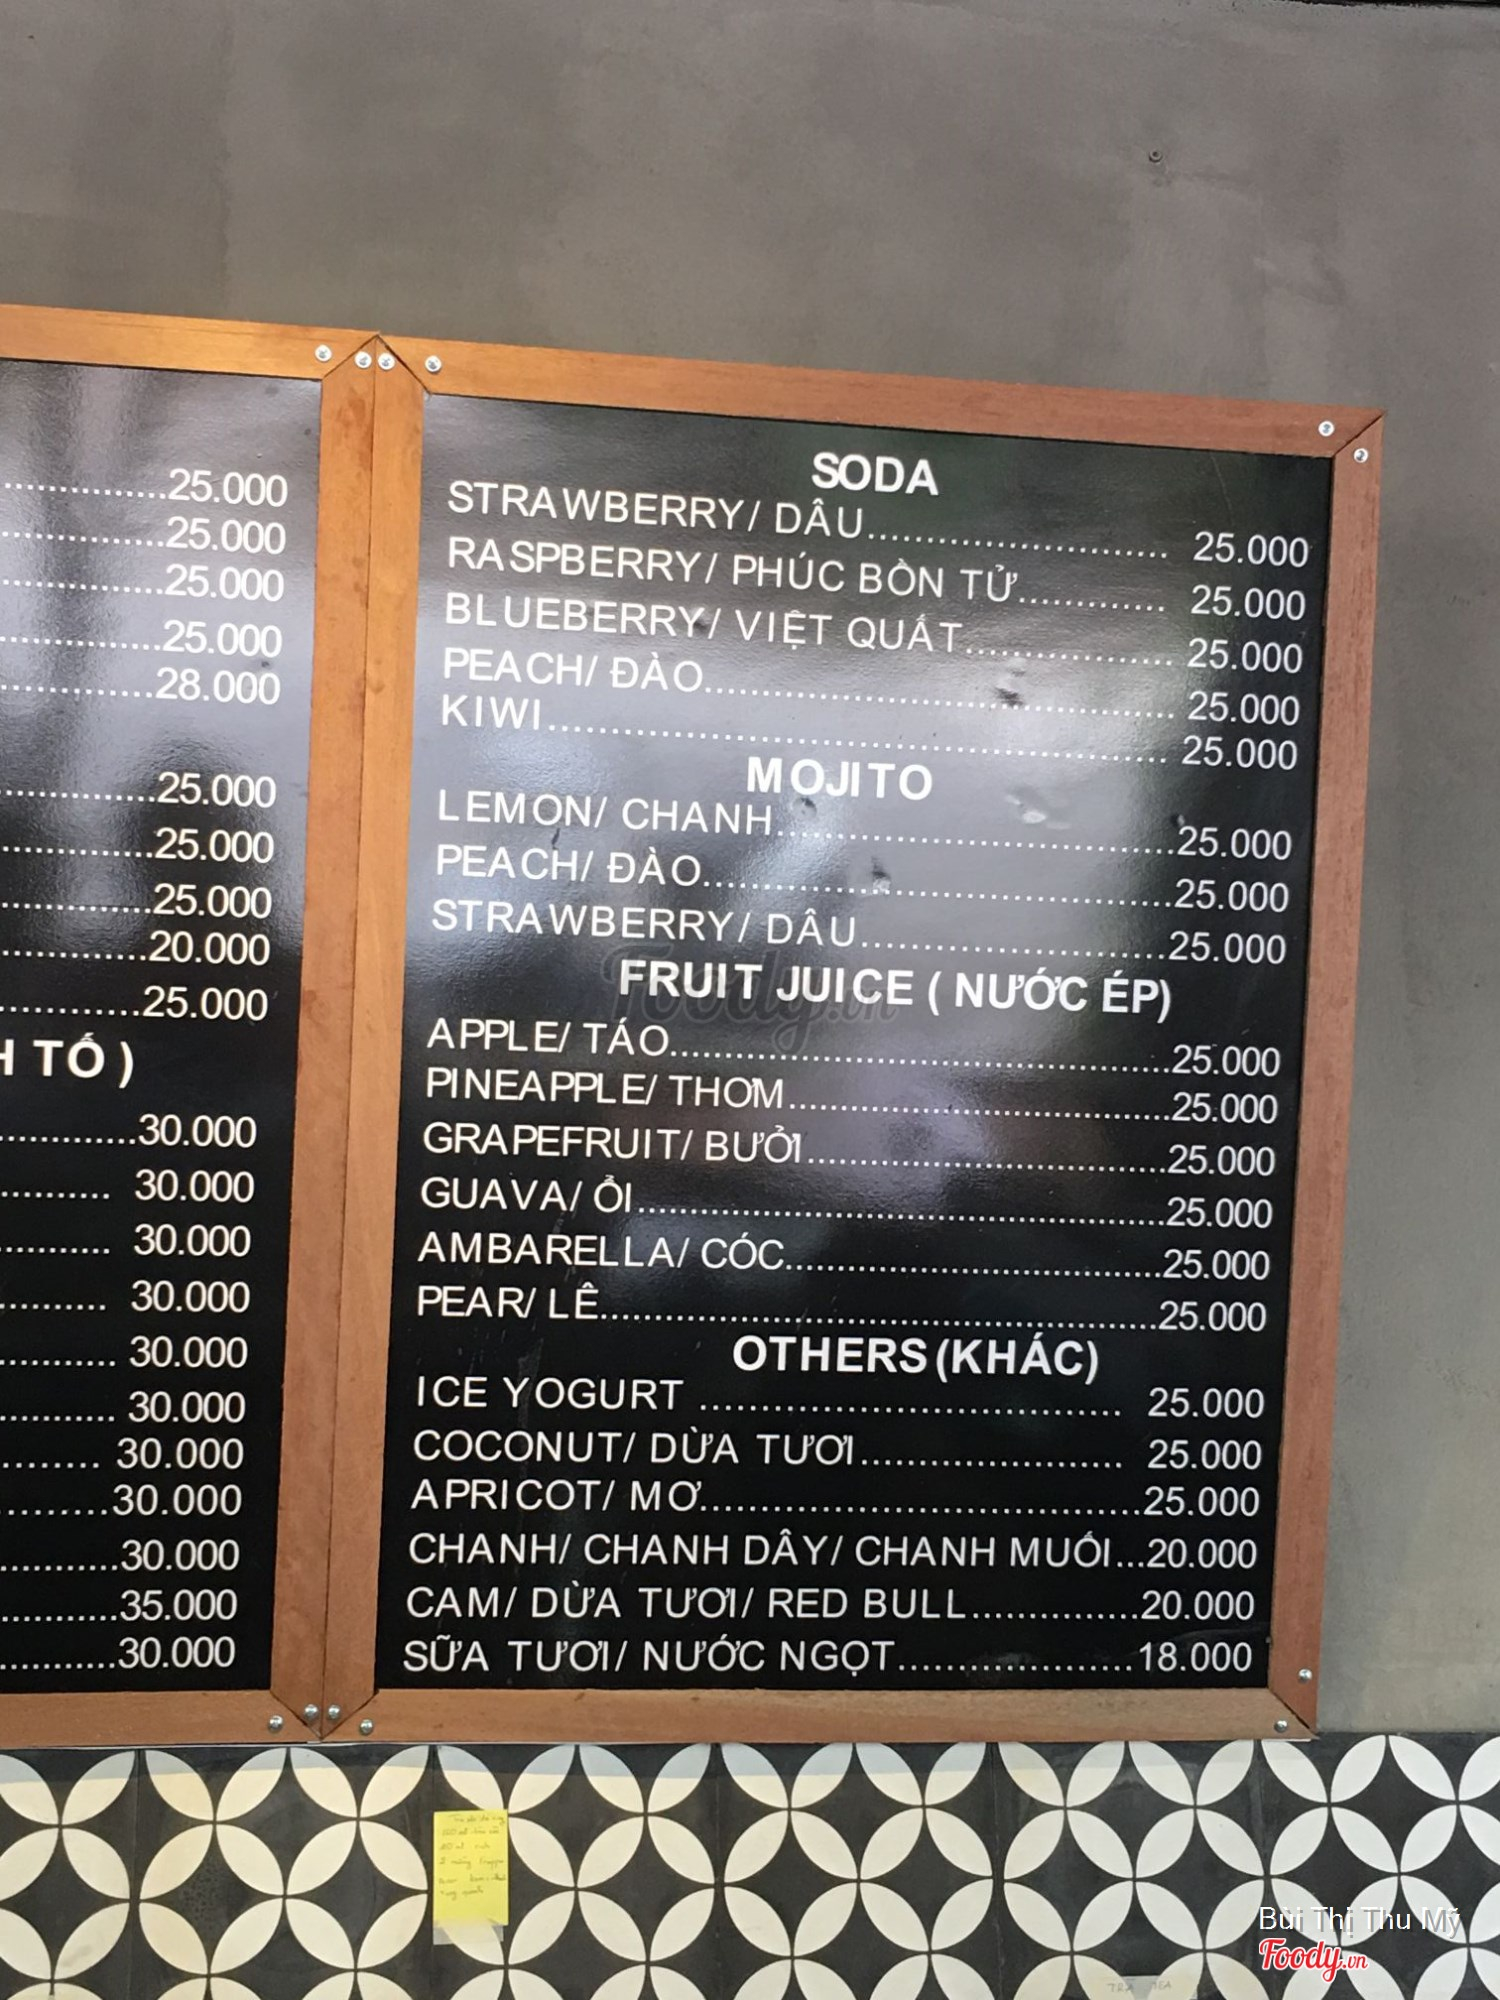 25.000
25.000
25.000
25.000
28.000
25.000
25.000
25.000
20.000
25.000
H TỐ )
30.000
30.000
30.000
30.000
30.000
30.000
30.000
30.000
30.000
35.000
30.000
SODA
STRAWBERRY/ DÂU.......................... 25.000
RASPBERRY/ PHÚC BỒN TỬ............. 25.000
BLUEBERRY/ VIỆT QUẤT.................. 25.000
PEACH/ ĐÀO........................................ 25.000
KIWI..................................................... 25.000
MOJITO
LEMON/ CHANH..................................25.000
PEACH/ ĐÀO........................................25.000
STRAWBERRY/ DÂU..........................25.000
FRUIT JUICE ( NƯỚC ÉP)
APPLE/ TÁO..........................................25.000
PINEAPPLE/ THƠM................................25.000
GRAPEFRUIT/ BƯỞI..............................25.000
GUAVA/ ỔI............................................25.000
AMBARELLA/ CÓC................................25.000
PEAR/ LÊ...............................................25.000
OTHERS(KHÁC)
ICE YOGURT ................................... 25.000
COCONUT/ DỪA TƯƠI...................... 25.000
APRICOT/ MƠ.....................................25.000
CHANH/ CHANH DÂY/ CHANH MUỐI...20.000
CAM/ DỪA TƯƠI/ RED BULL..............20.000
SỮA TƯƠI/ NƯỚC NGỌT....................18.000
Foody.vn
Bùi Thị Thu Mỹ
Foody.vn